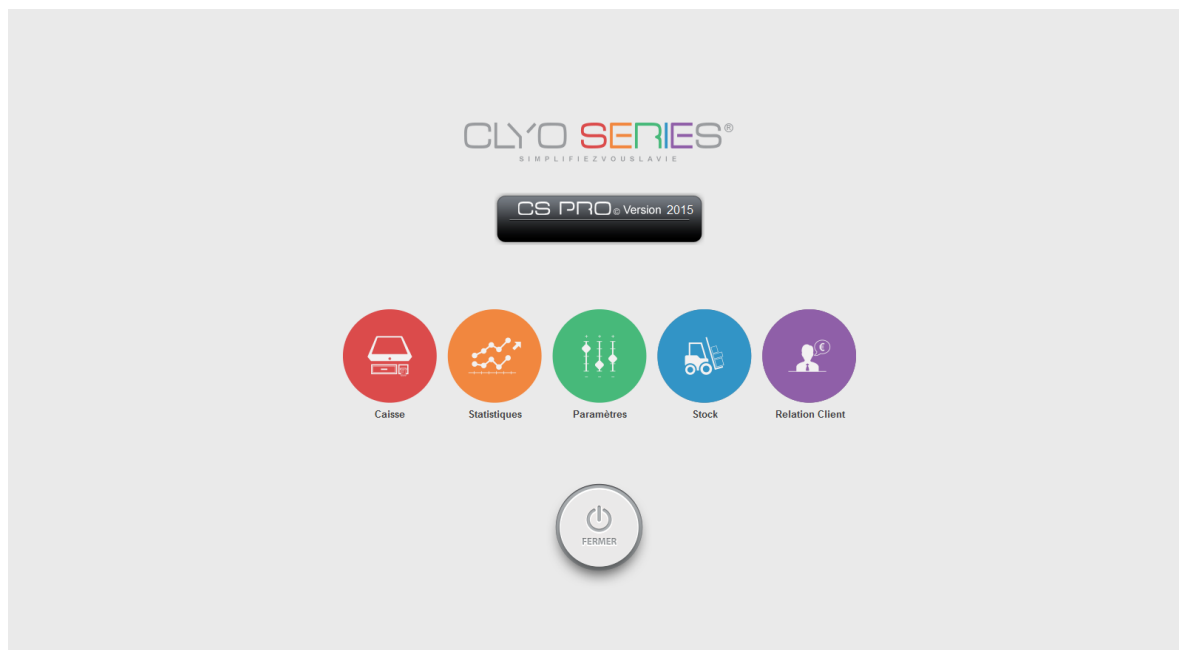 CLYO SERIES®
SIMPLIFIEZVOUSLAVIE
CS PRO© Version 2015
€
Caisse
Statistiques
Paramètres
Stock
Relation Client
FERMER